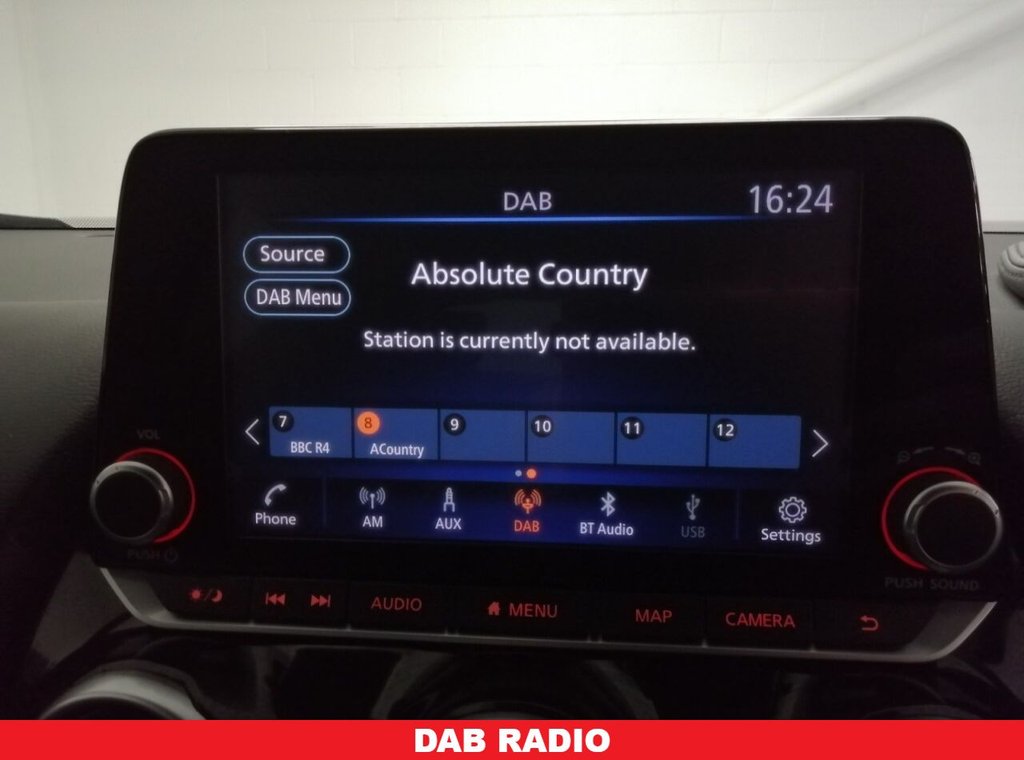 DAB
16:24
Source
Absolute Country
DAB Menu
Station is currently not available.
7 8 9 10 11 12
BBC R4 ACountry
VOL
Phone AM AUX DAB BT Audio USB Settings
PUSH
PUSH SOUND
AUDIO MENU MAP CAMERA
DAB RADIO